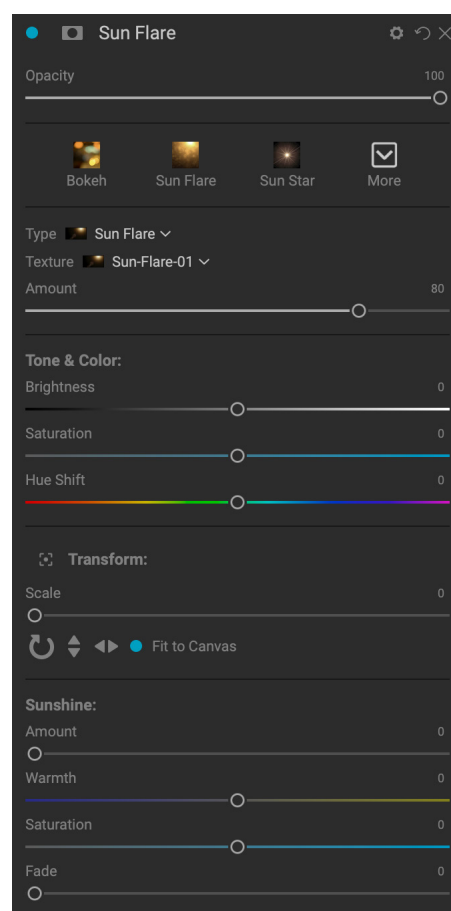 Sun Flare
Opacity 100
Bokeh Sun Flare Sun Star More
Type Sun Flare
Texture Sun-Flare-01
Amount 80
Tone & Color:
Brightness 0
Saturation 0
Hue Shift 0
Transform:
Scale 0
Fit to Canvas
Sunshine:
Amount 0
Warmth 0
Saturation 0
Fade 0